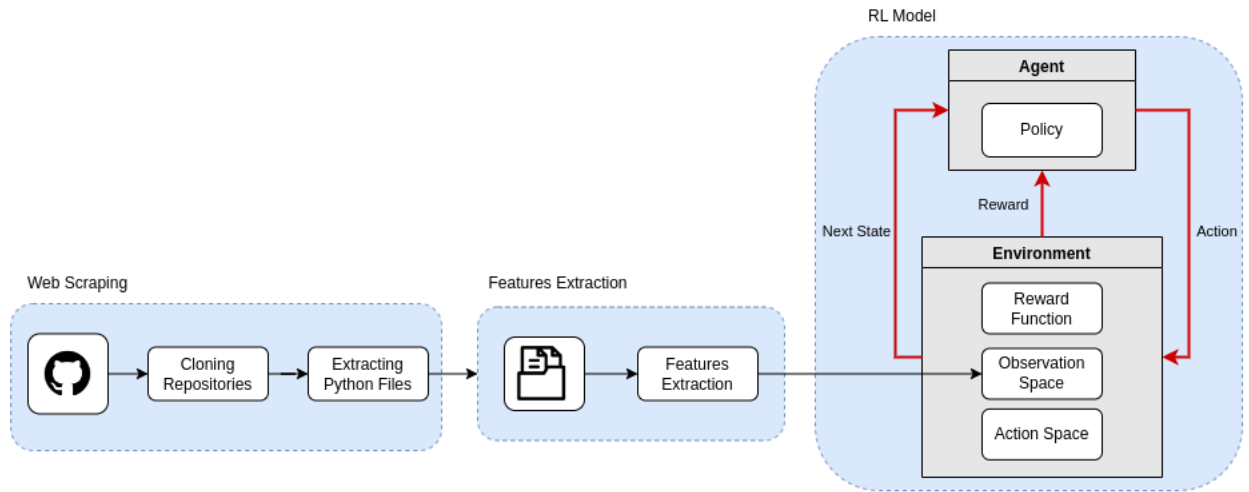 RL Model
Agent
Policy
Reward
Next State
Action
Environment
Reward
Function
Observation
Space
Action Space
Web Scraping
Cloning
Repositories
Extracting
Python Files
Features Extraction
Features
Extraction